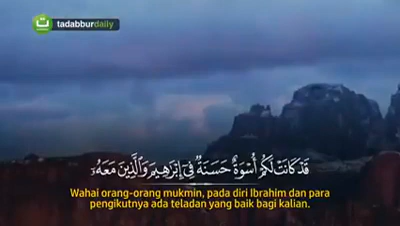 tadabburdaily
قَدْ كَانَتْ لَكُمْ أُسْوَةٌ حَسَنَةٌ فِيٓ إِبْرَٰهِيمَ وَٱلَّذِينَ مَعَهُۥٓ
Wahai orang-orang mukmin, pada diri Ibrahim dan para
pengikutnya ada teladan yang baik bagi kalian.